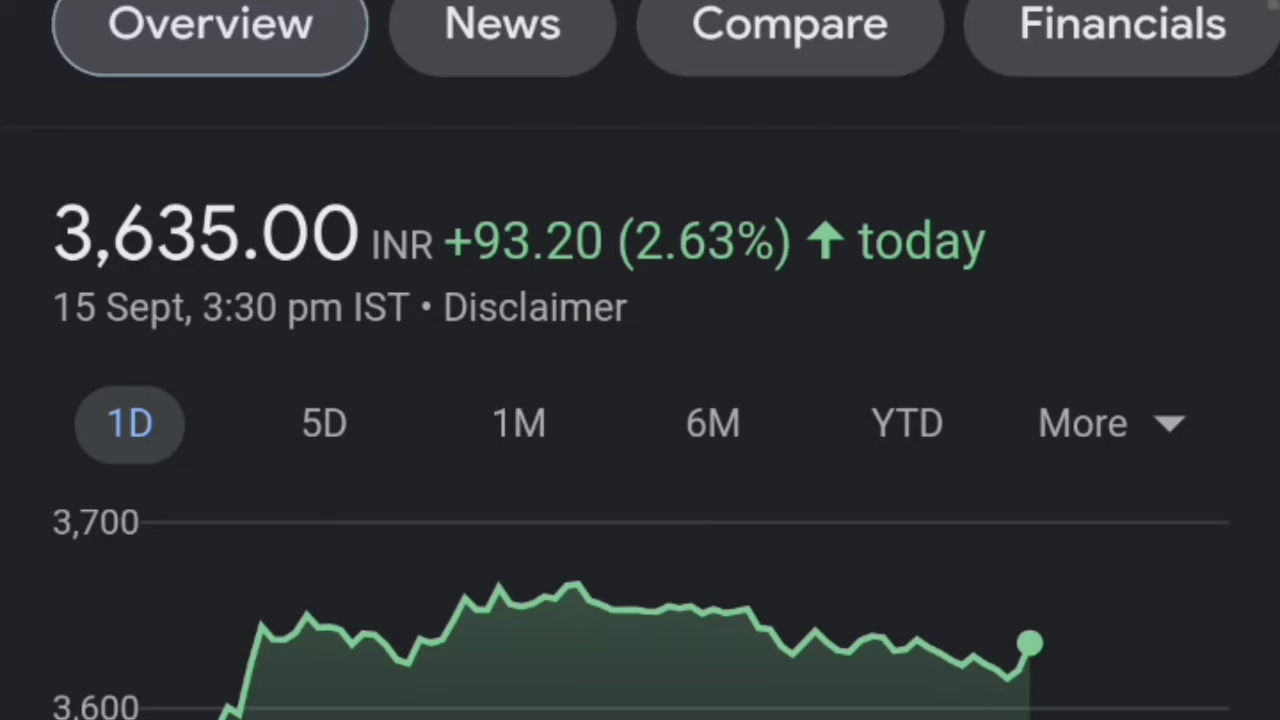 Overview News Compare Financials
3,635.00 INR +93.20 (2.63%) ↑ today
15 Sept, 3:30 pm IST • Disclaimer
1D 5D 1M 6M YTD More
3,700
3,600